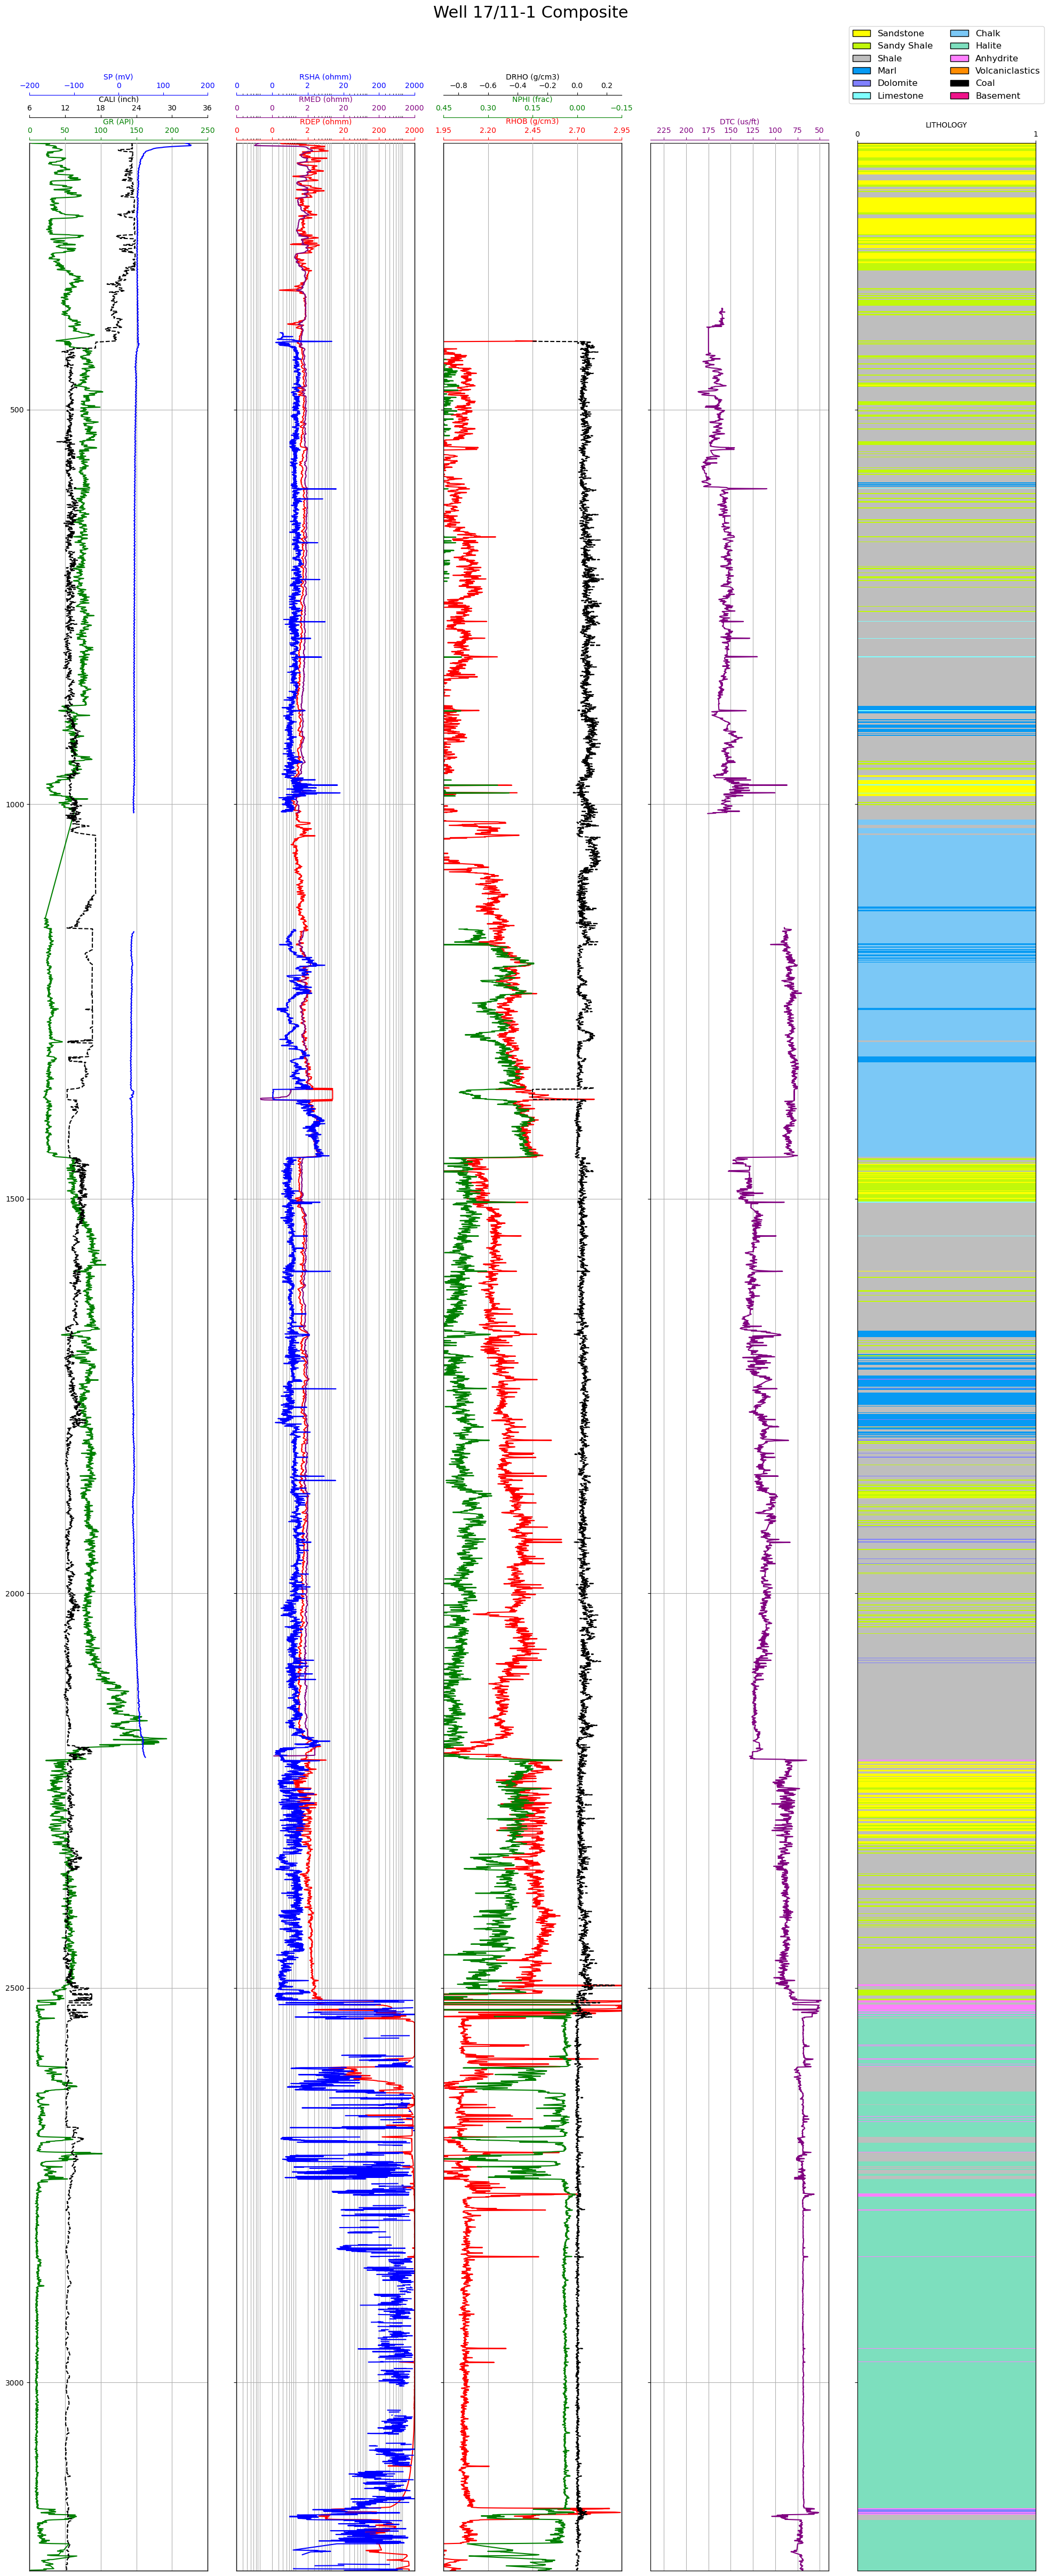 Well 17/11-1 Composite
Sandstone Chalk
Sandy Shale Halite
Shale Anhydrite
Marl Volcaniclastics
Dolomite Coal
Limestone Basement
SP (mV)
−200 −100 0 100 200
CALI (inch)
6 12 18 24 30 36
GR (API)
0 50 100 150 200 250
RSHA (ohmm)
0 0 2 20 200 2000
RMED (ohmm)
0 0 2 20 200 2000
RDEP (ohmm)
0 0 2 20 200 2000
DRHO (g/cm3)
−0.8 −0.6 −0.4 −0.2 0.0 0.2
NPHI (frac)
0.45 0.30 0.15 0.00 −0.15
RHOB (g/cm3)
1.95 2.20 2.45 2.70 2.95
DTC (us/ft)
225 200 175 150 125 100 75 50
LITHOLOGY
0 1
500
1000
1500
2000
2500
3000